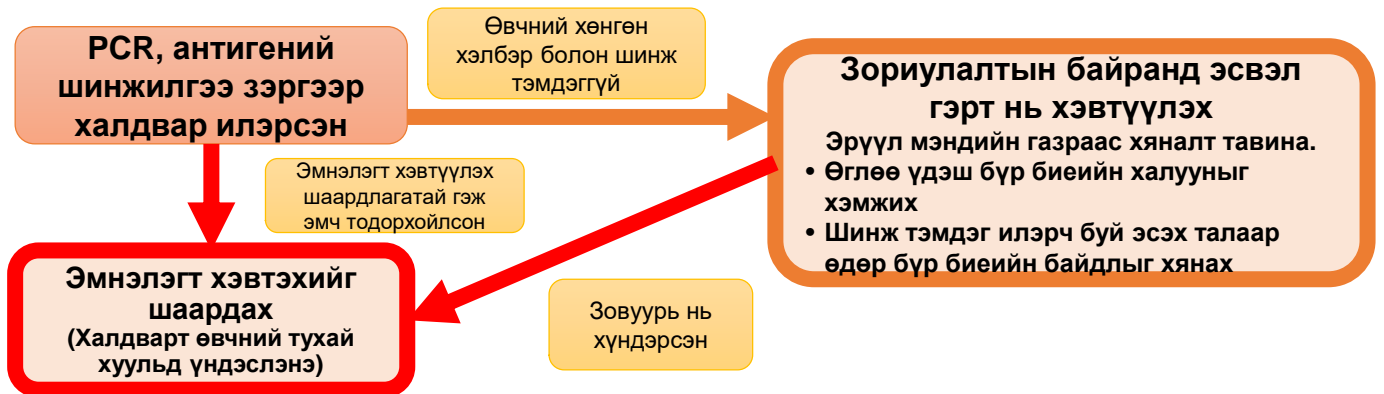 PCR, антигений
шинжилгээ зэргээр
халдвар илэрсэн
Өвчний хөнгөн
хэлбэр болон шинж
тэмдэггүй
Зориулалтын байранд эсвэл
гэрт нь хэвтүүлэх
Эрүүл мэндийн газраас хяналт тавина.
• Өглөө үдэш бүр биеийн халууныг
хэмжих
• Шинж тэмдэг илэрч буй эсэх талаар
өдөр бүр биеийн байдлыг хянах
Эмнэлэгт хэвтүүлэх
шаардлагатай гэж
эмч тодорхойлсон
Эмнэлэгт хэвтэхийг
шаардах
(Халдварт өвчний тухай
хуульд үндэслэнэ)
Зовуурь нь
хүндэрсэн